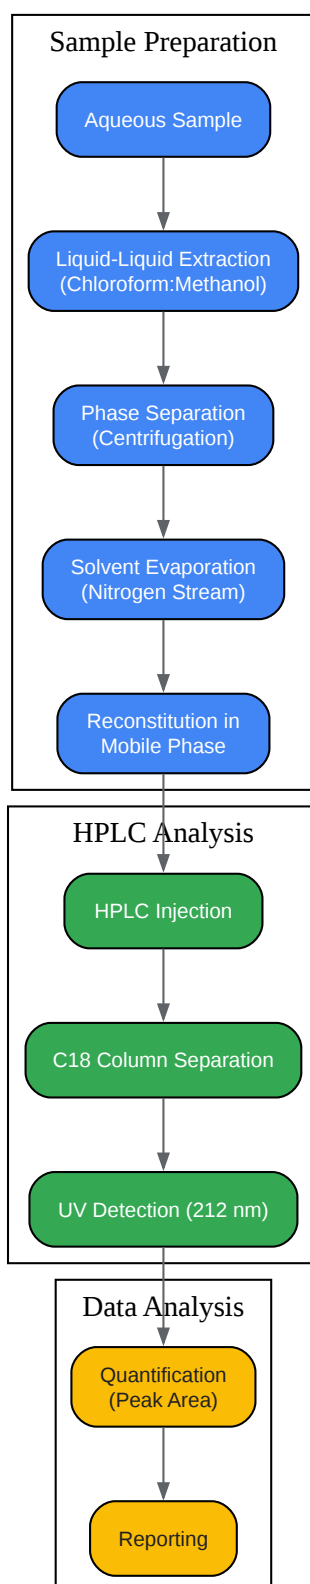 Sample Preparation
Aqueous Sample
Liquid-Liquid Extraction
(Chloroform:Methanol)
Phase Separation
(Centrifugation)
Solvent Evaporation
(Nitrogen Stream)
Reconstitution in
Mobile Phase
HPLC Analysis
HPLC Injection
C18 Column Separation
UV Detection (212 nm)
Data Analysis
Quantification
(Peak Area)
Reporting